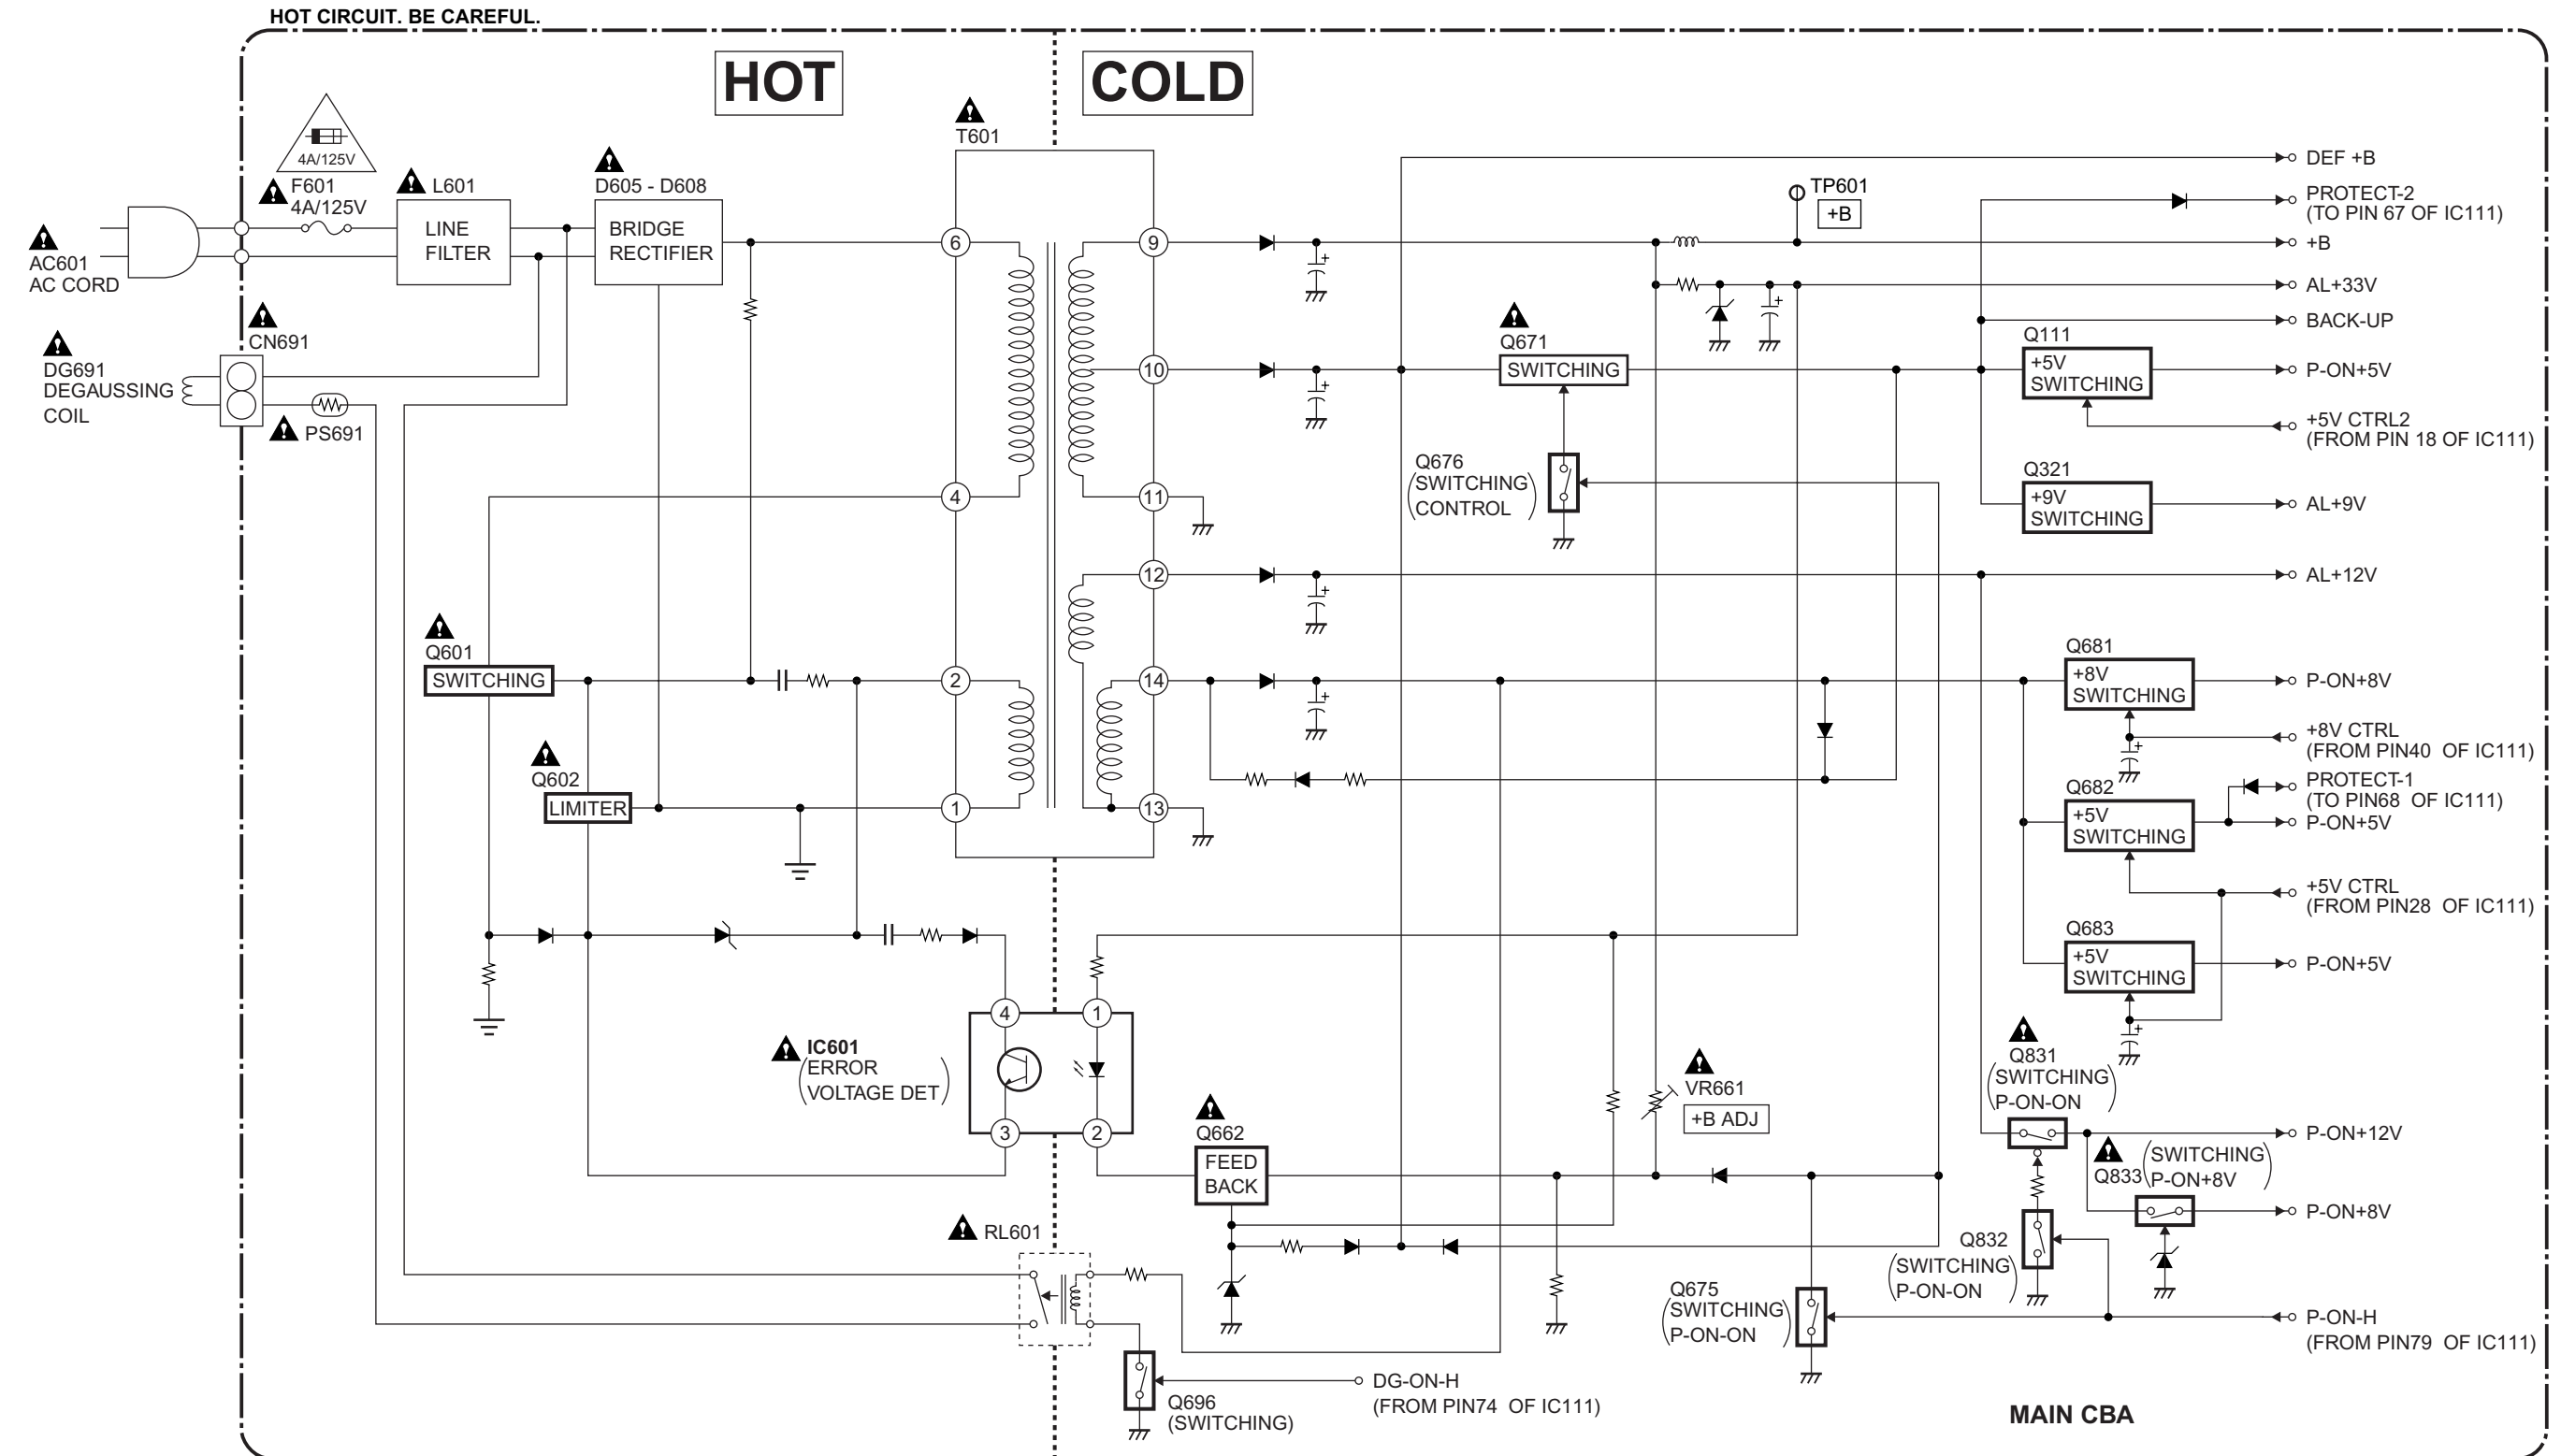 HOT CIRCUIT. BE CAREFUL.
HOT
COLD
4A/125V
F601
4A/125V
L601
LINE
FILTER
D605 - D608
BRIDGE
RECTIFIER
AC601
AC CORD
CN691
DG691
DEGAUSSING
COIL
PS691
T601
6
4
2
1
9
10
11
12
14
13
Q601
SWITCHING
Q602
LIMITER
IC601
ERROR
VOLTAGE DET
4
1
3
2
RL601
Q696
(SWITCHING)
DG-ON-H
(FROM PIN74 OF IC111)
Q662
FEED
BACK
TP601
+B
Q671
SWITCHING
Q676
(SWITCHING
CONTROL)
VR661
+B ADJ
Q675
(SWITCHING
P-ON-ON)
Q111
+5V
SWITCHING
Q321
+9V
SWITCHING
Q681
+8V
SWITCHING
Q682
+5V
SWITCHING
Q683
+5V
SWITCHING
Q831
(SWITCHING
P-ON-ON)
Q833
(SWITCHING
P-ON+8V)
Q832
(SWITCHING
P-ON-ON)
DEF +B
PROTECT-2
(TO PIN 67 OF IC111)
+B
AL+33V
BACK-UP
P-ON+5V
+5V CTRL2
(FROM PIN 18 OF IC111)
AL+9V
AL+12V
P-ON+8V
+8V CTRL
(FROM PIN40 OF IC111)
PROTECT-1
(TO PIN68 OF IC111)
P-ON+5V
+5V CTRL
(FROM PIN28 OF IC111)
P-ON+5V
P-ON+12V
P-ON+8V
P-ON-H
(FROM PIN79 OF IC111)
MAIN CBA